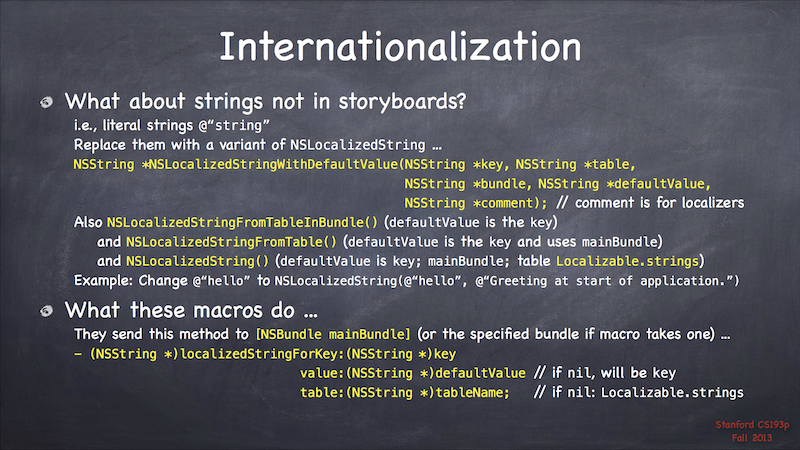 Internationalization
What about strings not in storyboards?
i.e., literal strings @“string”
Replace them with a variant of NSLocalizedString …
NSString *NSLocalizedStringWithDefaultValue(NSString *key, NSString *table,
NSString *bundle, NSString *defaultValue,
NSString *comment); // comment is for localizers
Also NSLocalizedStringFromTableInBundle() (defaultValue is the key)
and NSLocalizedStringFromTable() (defaultValue is the key and uses mainBundle)
and NSLocalizedString() (defaultValue is key; mainBundle; table Localizable.strings)
Example: Change @“hello” to NSLocalizedString(@“hello”, @“Greeting at start of application.”)
What these macros do …
They send this method to [NSBundle mainBundle] (or the specified bundle if macro takes one) …
- (NSString *)localizedStringForKey:(NSString *)key
value:(NSString *)defaultValue // if nil, will be key
table:(NSString *)tableName; // if nil: Localizable.strings
Stanford CS193p
Fall 2013